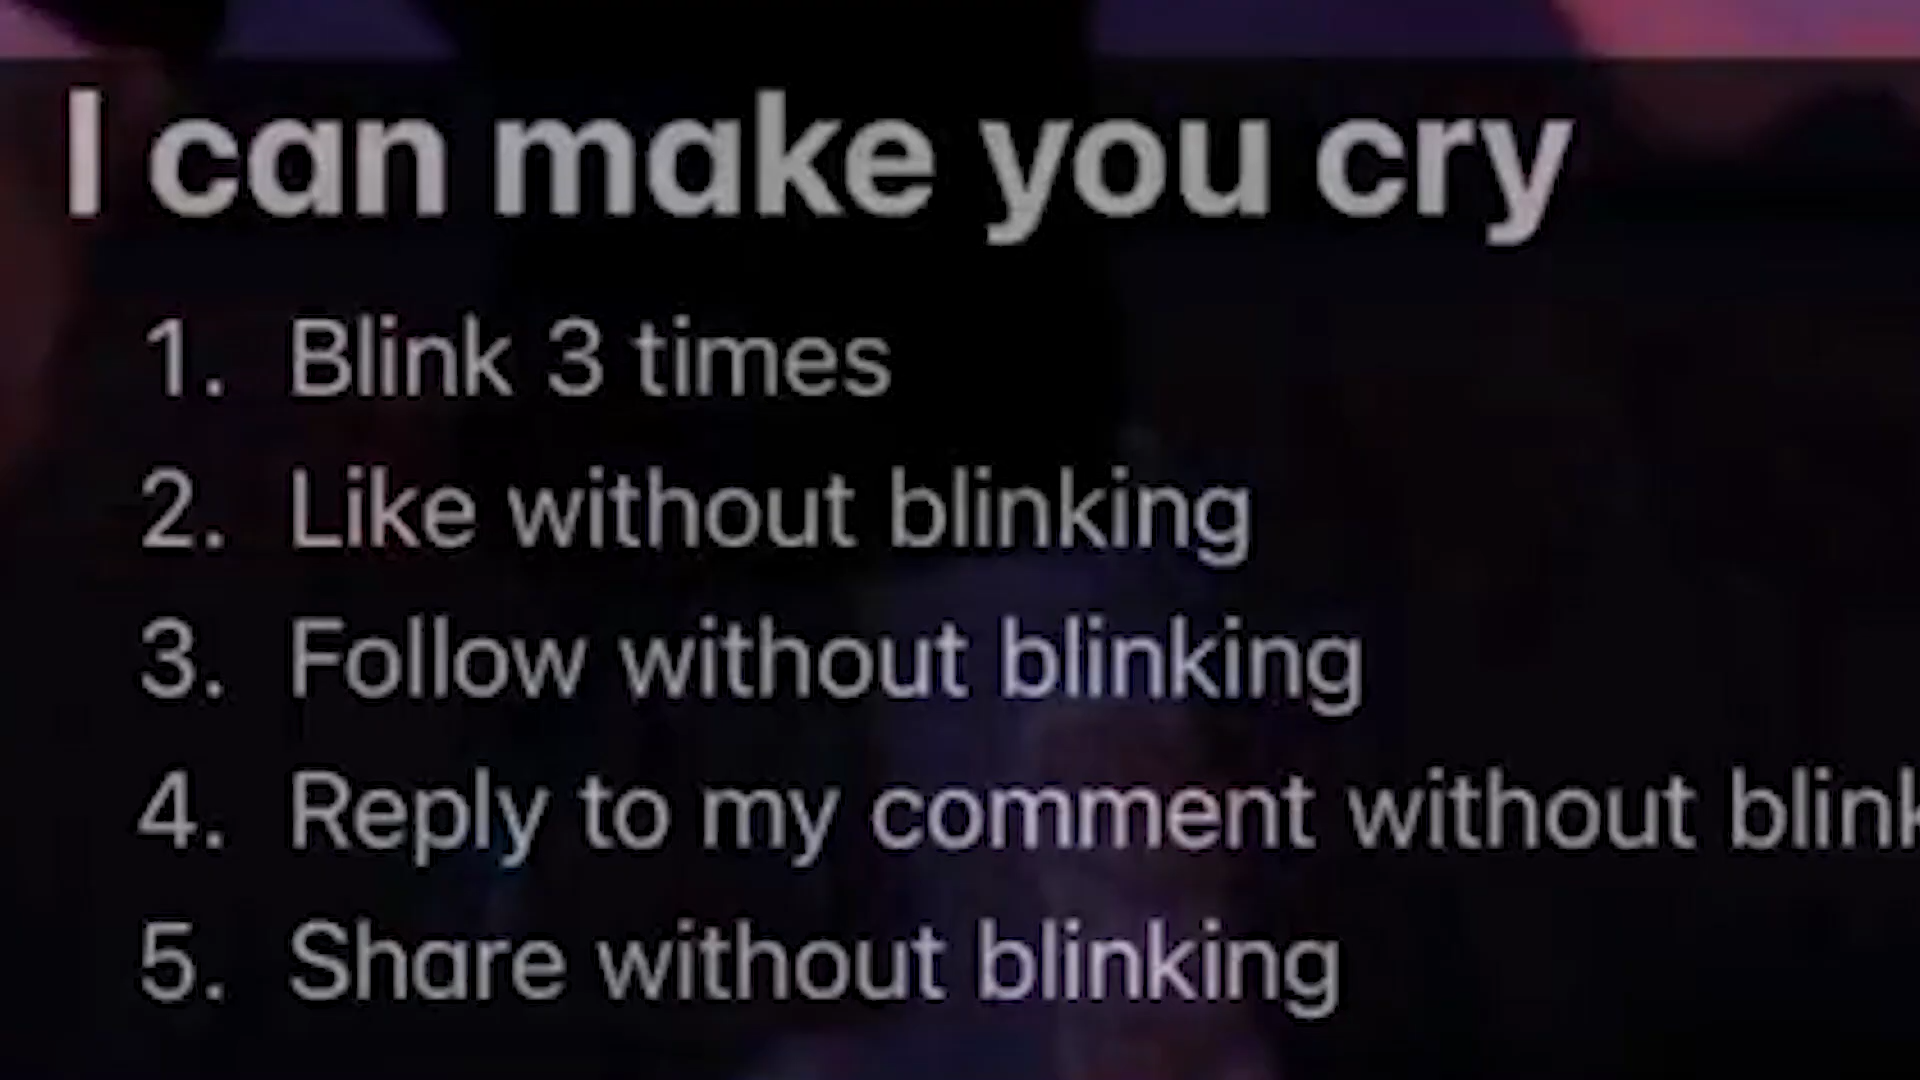 I can make you cry
1. Blink 3 times
2. Like without blinking
3. Follow without blinking
4. Reply to my comment without blink
5. Share without blinking